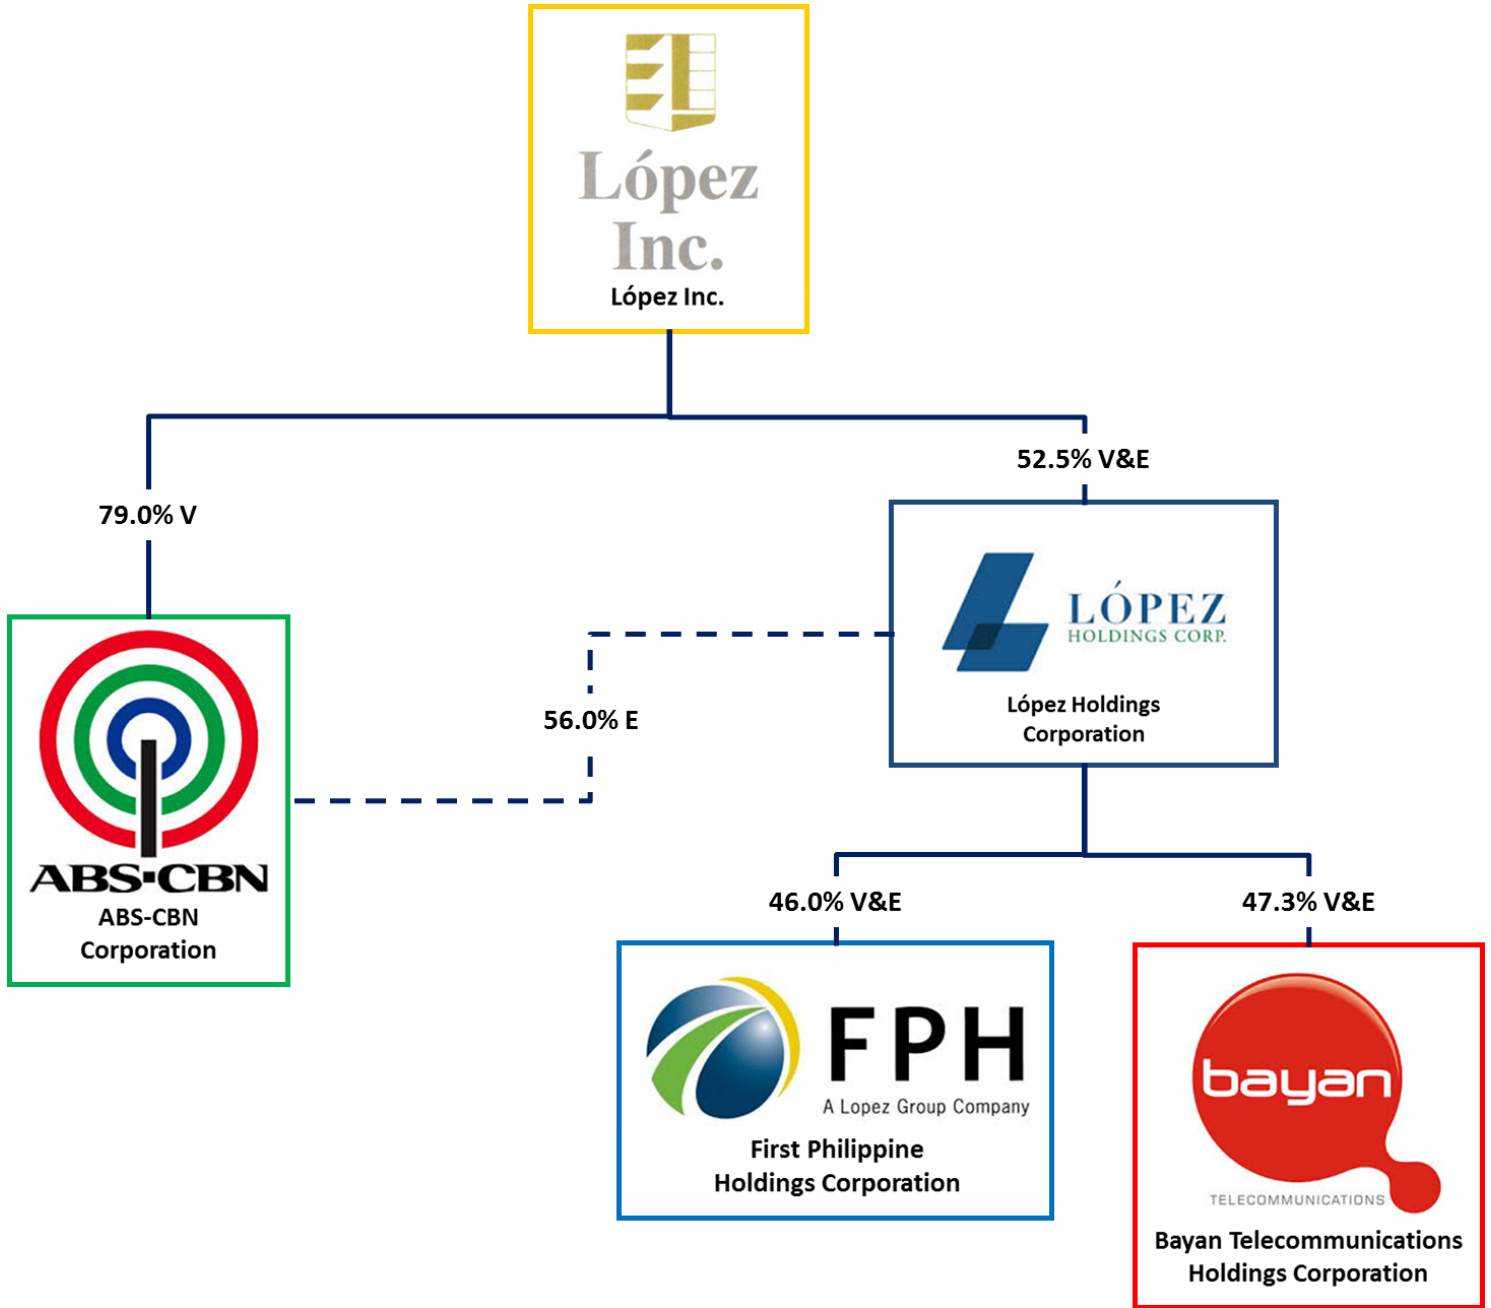 López
Inc.
López Inc.
52.5% V&E
79.0% V
LÓPEZ
HOLDINGS CORP.
López Holdings
Corporation
56.0% E
ABS-CBN
ABS-CBN
Corporation
46.0% V&E
47.3% V&E
FPH
A Lopez Group Company
First Philippine
Holdings Corporation
bayan
TELECOMMUNICATIONS
Bayan Telecommunications
Holdings Corporation